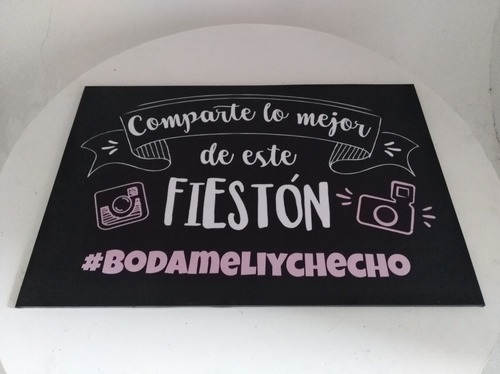 Comparte lo mejor
de este
FIESTÓN
#BODAMELIYCHECHO